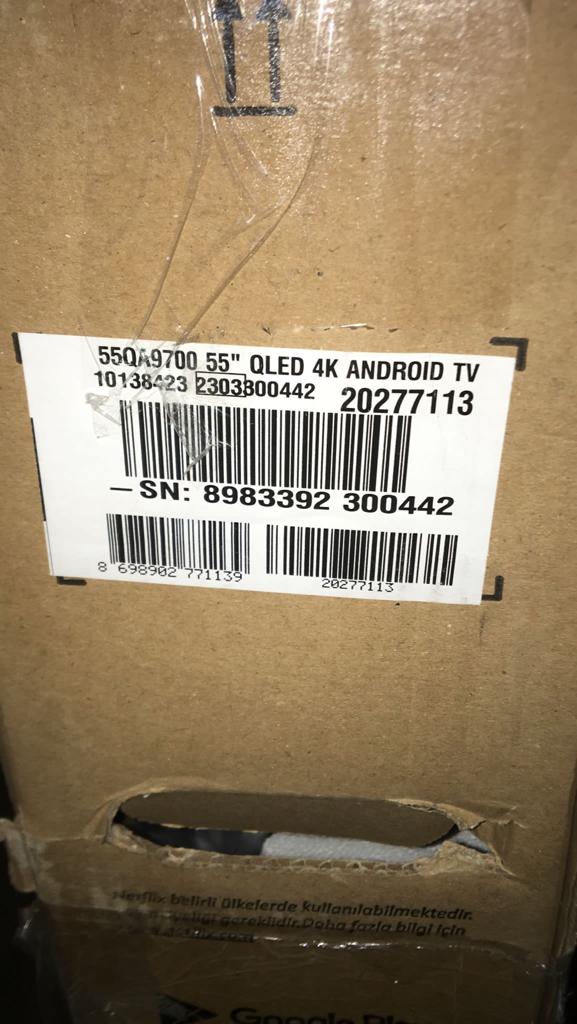 55QA9700 55" QLED 4K ANDROID TV
10138423 2303300442 20277113
– SN: 8983392 300442
8 698902 771139
20277113
Netflix belirli ülkelerde kullanılabilmektedir.
gereklidir.Daha fazla bilgi için
Google